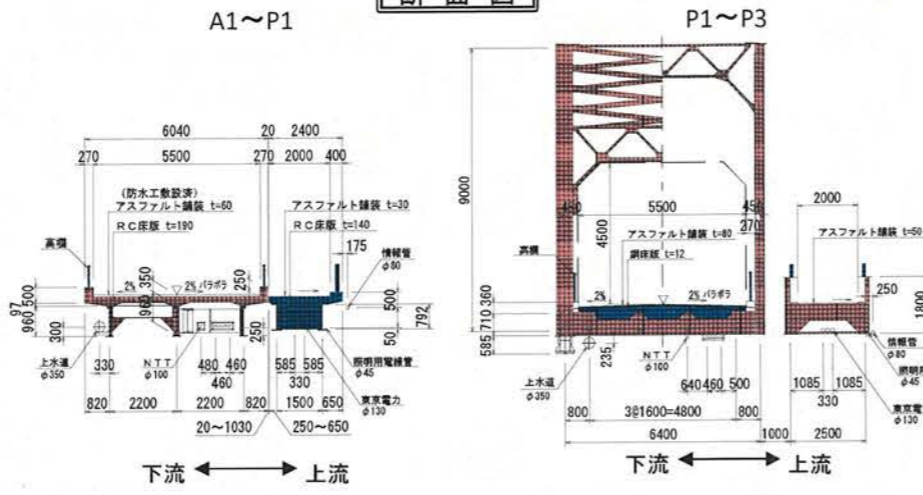 断面図
A1～P1
6040
20
2400
270
5500
270
2000
400
(防水工敷設済)
アスファルト舗装 t=60
RC床版 t=190
アスファルト舗装 t=30
RC床版 t=140
175
高欄
2%
350
2% パラボラ
250
情報管
φ80
500
97
960
300
960
250
500
792
50
上水道
φ350
330
NTT
φ100
480
460
460
585
585
330
照明用電線管
φ45
東京電力
φ130
820
2200
2200
820
1500
650
20～1030
250～650
下流
上流
P1～P3
9000
450
5500
450
270
4500
アスファルト舗装 t=80
鋼床版 t=12
高欄
2%
2% パラボラ
360
710
585
上水道
φ350
235
NTT
φ100
640
460
500
800
3@1600=4800
800
6400
1000
2500
2000
アスファルト舗装 t=50
250
1800
情報管
φ80
照明用
φ45
東京電
φ130
1085
1085
330
下流
上流